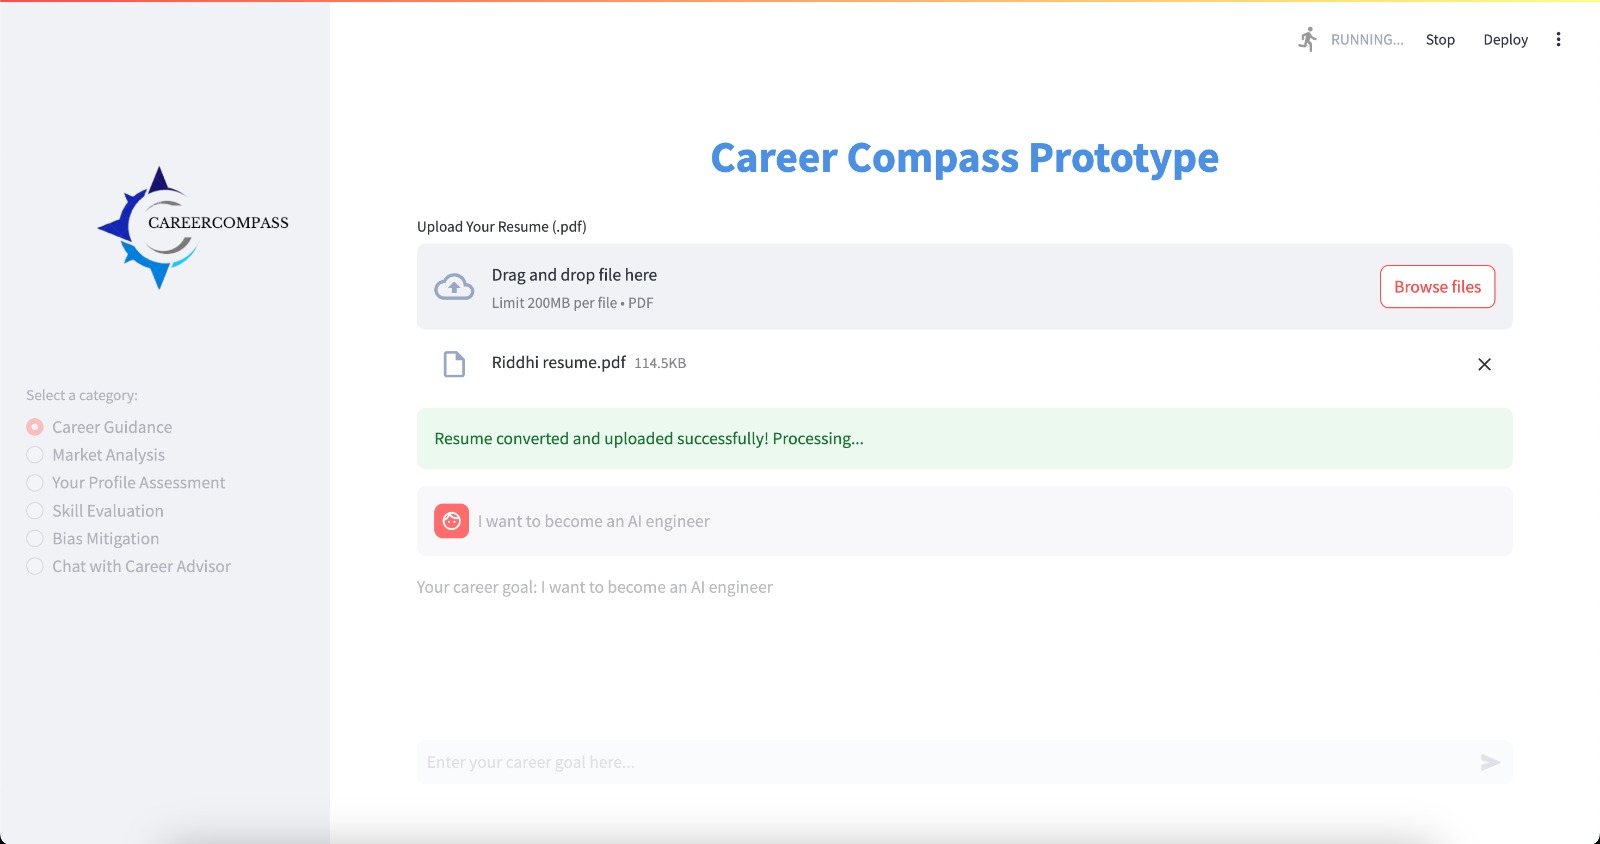 RUNNING...
Stop
Deploy
CAREERCOMPASS
Select a category:
Career Guidance
Market Analysis
Your Profile Assessment
Skill Evaluation
Bias Mitigation
Chat with Career Advisor
Career Compass Prototype
Upload Your Resume (.pdf)
Drag and drop file here
Limit 200MB per file • PDF
Browse files
Riddhi resume.pdf 114.5KB
Resume converted and uploaded successfully! Processing...
I want to become an AI engineer
Your career goal: I want to become an AI engineer
Enter your career goal here...